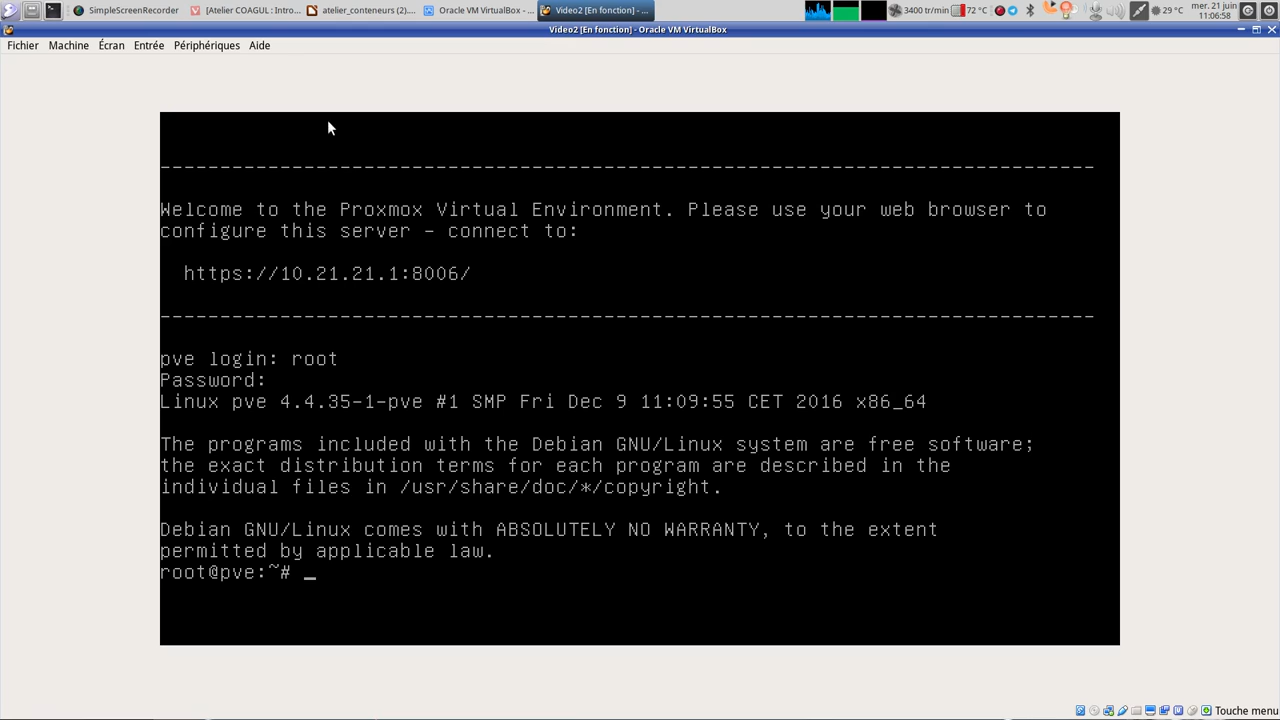 SimpleScreenRecorder [Atelier COAGUL : Intro... atelier_conteneurs (2).... Oracle VM VirtualBox - ... Video2 [En fonction] - ... 3400 tr/min 72 °C 29 °C mer. 21 juin
11:06:58
Video2 [En fonction] - Oracle VM VirtualBox
Fichier Machine Écran Entrée Périphériques Aide
------------------------------------------------------------------------------
Welcome to the Proxmox Virtual Environment. Please use your web browser to
configure this server - connect to:
https://10.21.21.1:8006/
------------------------------------------------------------------------------
pve login: root
Password:
Linux pve 4.4.35-1-pve #1 SMP Fri Dec 9 11:09:55 CET 2016 x86_64
The programs included with the Debian GNU/Linux system are free software;
the exact distribution terms for each program are described in the
individual files in /usr/share/doc/*/copyright.
Debian GNU/Linux comes with ABSOLUTELY NO WARRANTY, to the extent
permitted by applicable law.
root@pve:~# _
Touche menu